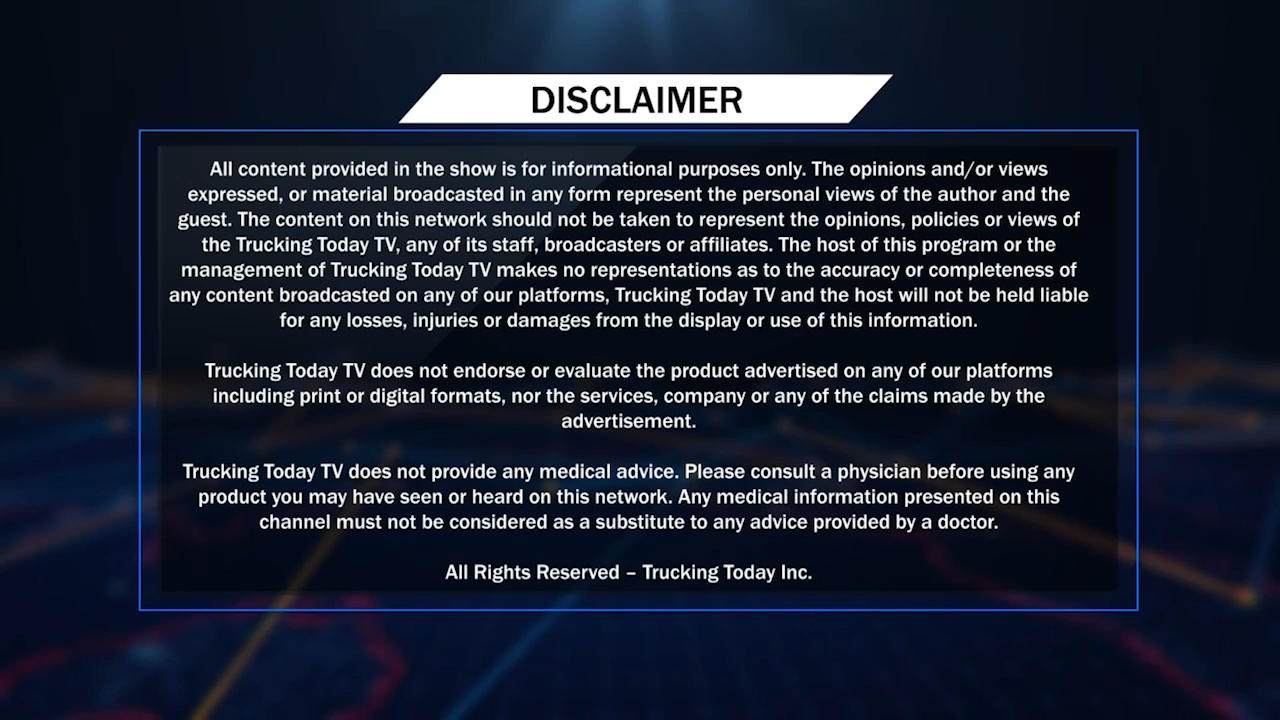 DISCLAIMER
All content provided in the show is for informational purposes only. The opinions and/or views
expressed, or material broadcasted in any form represent the personal views of the author and the
guest. The content on this network should not be taken to represent the opinions, policies or views of
the Trucking Today TV, any of its staff, broadcasters or affiliates. The host of this program or the
management of Trucking Today TV makes no representations as to the accuracy or completeness of
any content broadcasted on any of our platforms, Trucking Today TV and the host will not be held liable
for any losses, injuries or damages from the display or use of this information.
Trucking Today TV does not endorse or evaluate the product advertised on any of our platforms
including print or digital formats, nor the services, company or any of the claims made by the
advertisement.
Trucking Today TV does not provide any medical advice. Please consult a physician before using any
product you may have seen or heard on this network. Any medical information presented on this
channel must not be considered as a substitute to any advice provided by a doctor.
All Rights Reserved – Trucking Today Inc.